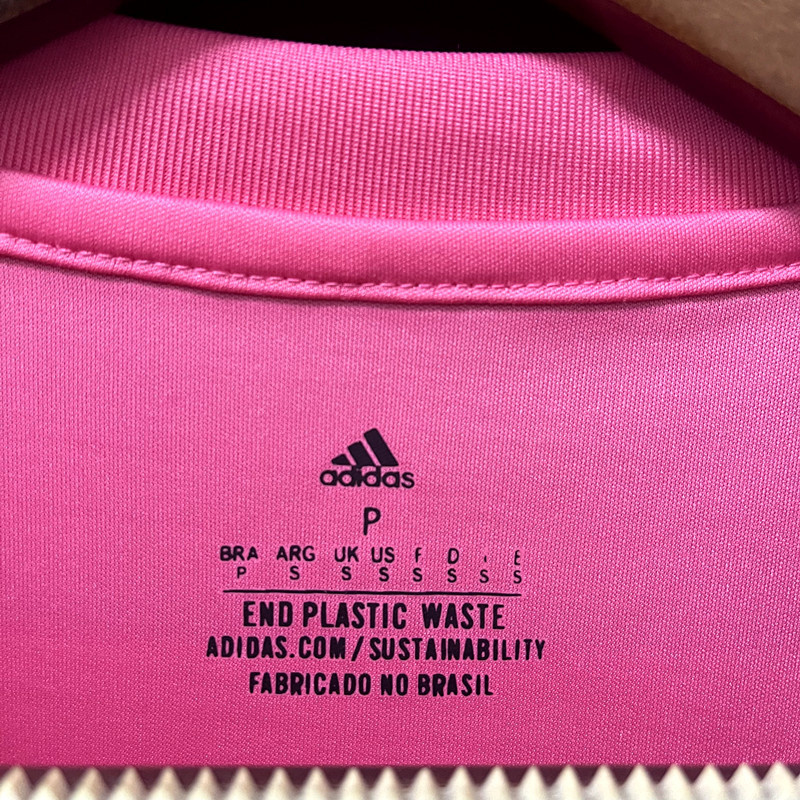 adidas
P
BRA ARG UK US F D E
P S S S S S S S
END PLASTIC WASTE
ADIDAS.COM/SUSTAINABILITY
FABRICADO NO BRASIL